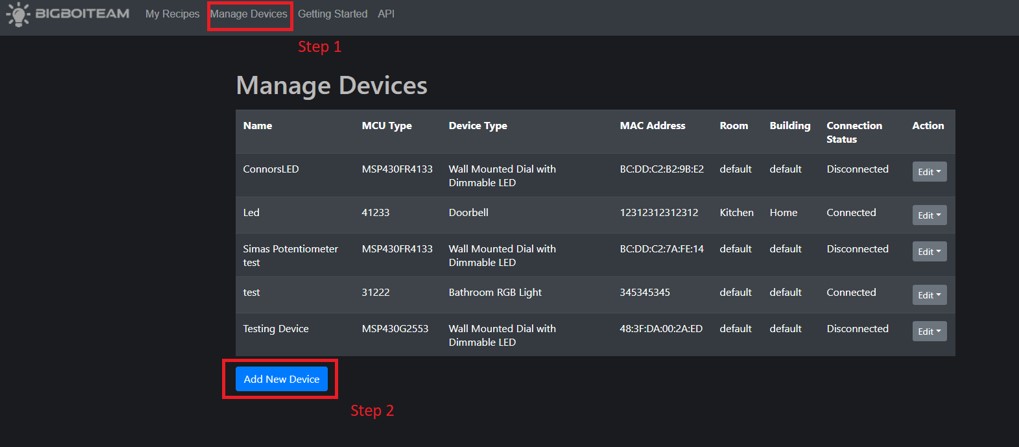 BIGBOITEAM My Recipes Manage Devices Getting Started API
Step 1
Manage Devices
Name MCU Type Device Type MAC Address Room Building Connection Status Action
ConnorsLED MSP430FR4133 Wall Mounted Dial with Dimmable LED BC:DD:C2:B2:9B:E2 default default Disconnected Edit
Led 41233 Doorbell 12312312312312 Kitchen Home Connected Edit
Simas Potentiometer test MSP430FR4133 Wall Mounted Dial with Dimmable LED BC:DD:C2:7A:FE:14 default default Disconnected Edit
test 31222 Bathroom RGB Light 345345345 default default Connected Edit
Testing Device MSP430G2553 Wall Mounted Dial with Dimmable LED 48:3F:DA:00:2A:ED default default Disconnected Edit
Add New Device
Step 2